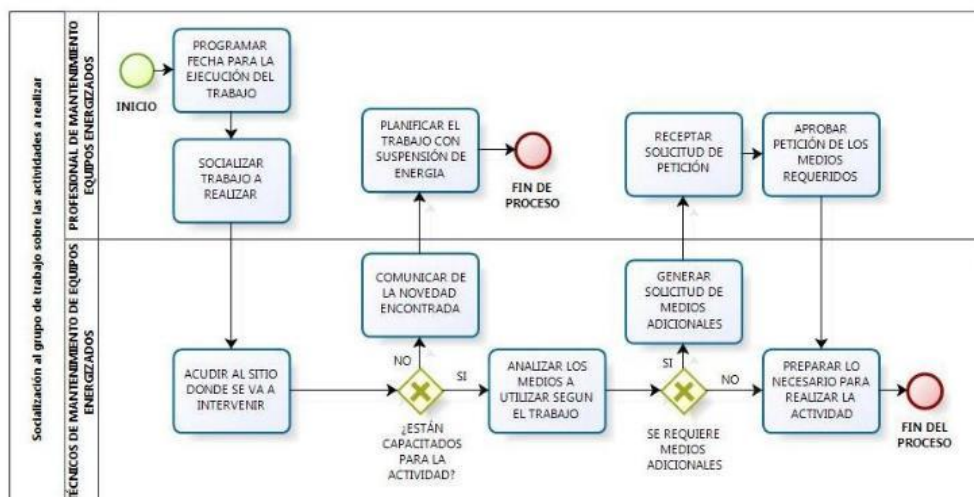 Socialización al grupo de trabajo sobre las actividades a realizar
PROFESIONAL DE MANTENIMIENTO
EQUIPOS ENERGIZADOS
INICIO
PROGRAMAR
FECHA PARA LA
EJECUCIÓN DEL
TRABAJO
SOCIALIZAR
TRABAJO A
REALIZAR
PLANIFICAR EL
TRABAJO CON
SUSPENSIÓN DE
ENERGIA
FIN DE
PROCESO
RECEPTAR
SOLICITUD DE
PETICIÓN
APROBAR
PETICIÓN DE LOS
MEDIOS
REQUERIDOS
TÉCNICOS DE MANTENIMIENTO DE EQUIPOS
ENERGIZADOS
ACUDIR AL SITIO
DONDE SE VA A
INTERVENIR
COMUNICAR DE
LA NOVEDAD
ENCONTRADA
NO
SI
¿ESTÁN
CAPACITADOS
PARA LA
ACTIVIDAD?
ANALIZAR LOS
MEDIOS A
UTILIZAR SEGUN
EL TRABAJO
GENERAR
SOLICITUD DE
MEDIOS
ADICIONALES
SI
NO
SE REQUIERE
MEDIOS
ADICIONALES
PREPARAR LO
NECESARIO PARA
REALIZAR LA
ACTIVIDAD
FIN DEL
PROCESO